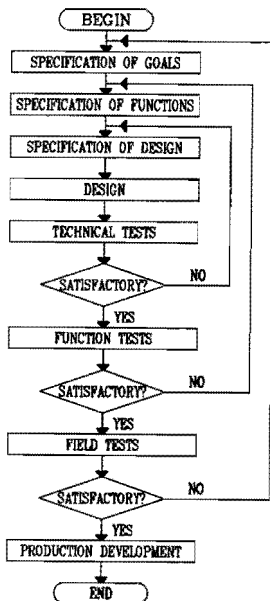 BEGIN
SPECIFICATION OF GOALS
SPECIFICATION OF FUNCTIONS
SPECIFICATION OF DESIGN
DESIGN
TECHNICAL TESTS
SATISFACTORY?
NO
YES
FUNCTION TESTS
SATISFACTORY?
NO
YES
FIELD TESTS
SATISFACTORY?
NO
YES
PRODUCTION DEVELOPMENT
END